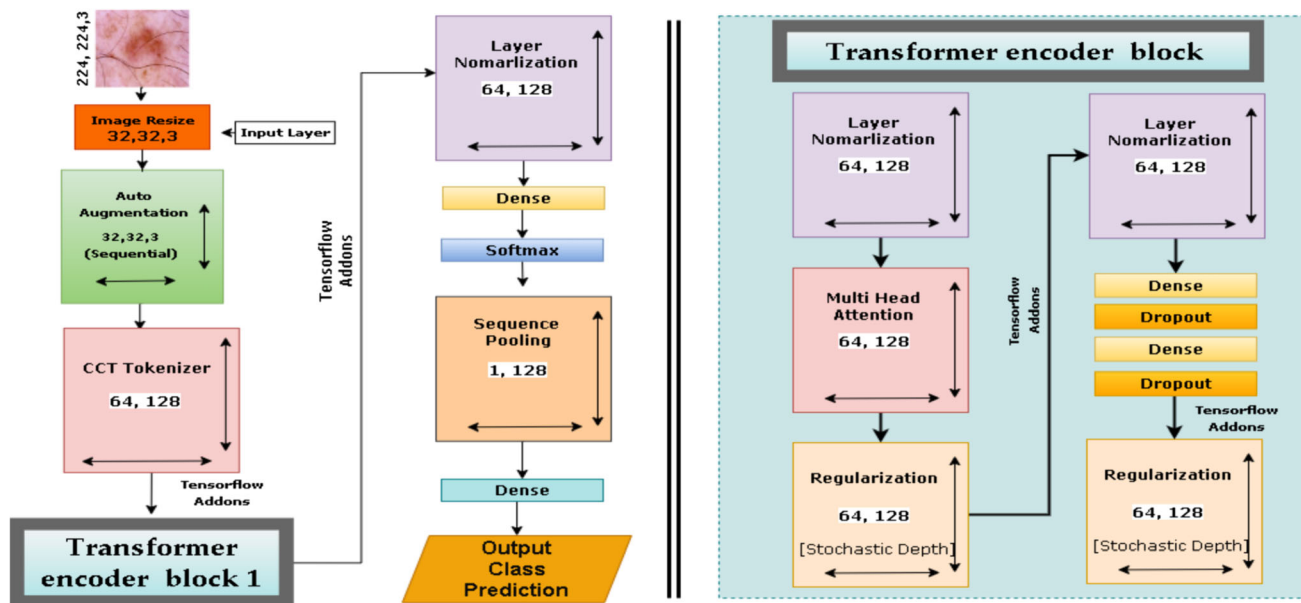 224, 224,3
Image Resize
32,32,3
Input Layer
Auto
Augmentation
32,32,3
(Sequential)
CCT Tokenizer
64, 128
Tensorflow
Addons
Transformer
encoder block 1
Tensorflow
Addons
Layer
Nomarlization
64, 128
Dense
Softmax
Sequence
Pooling
1, 128
Dense
Output
Class
Prediction
Transformer encoder block
Layer
Nomarlization
64, 128
Multi Head
Attention
64, 128
Regularization
64, 128
[Stochastic Depth]
Tensorflow
Addons
Layer
Nomarlization
64, 128
Dense
Dropout
Dense
Dropout
Tensorflow
Addons
Regularization
64, 128
[Stochastic Depth]